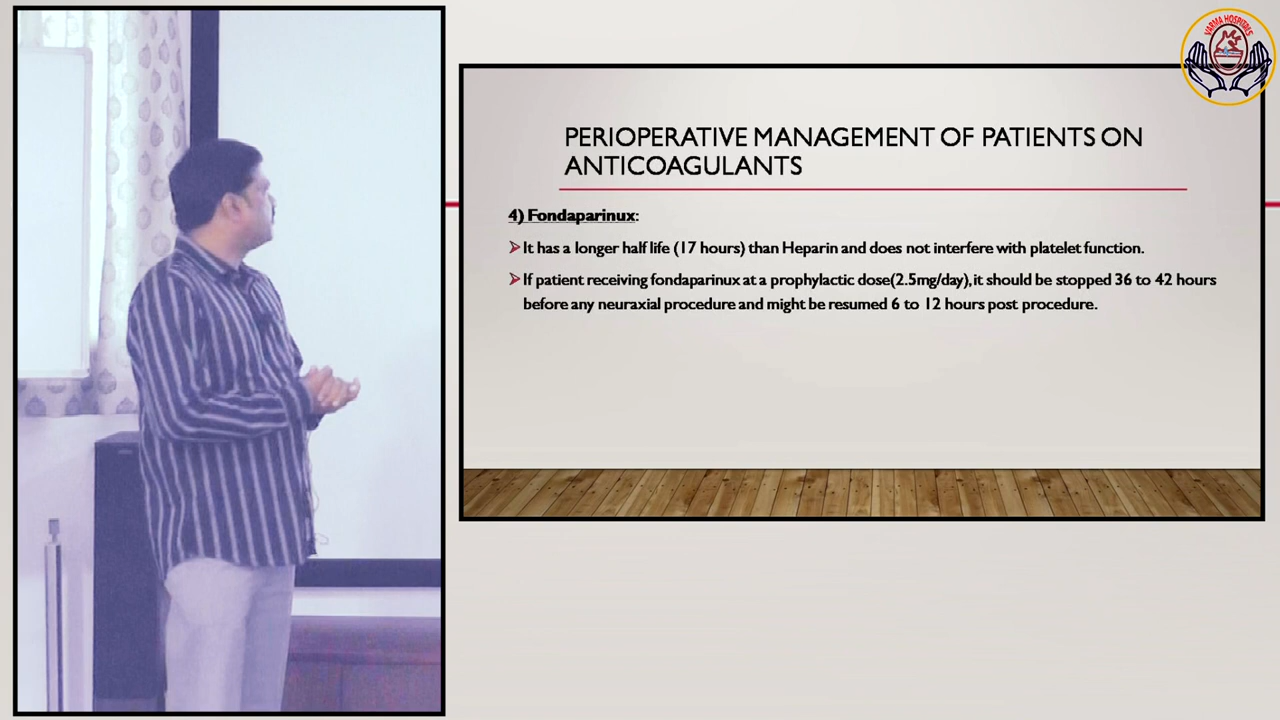 VARMA HOSPITALS
PERIOPERATIVE MANAGEMENT OF PATIENTS ON
ANTICOAGULANTS
4) Fondaparinux:
It has a longer half life (17 hours) than Heparin and does not interfere with platelet function.
If patient receiving fondaparinux at a prophylactic dose(2.5mg/day),it should be stopped 36 to 42 hours
before any neuraxial procedure and might be resumed 6 to 12 hours post procedure.